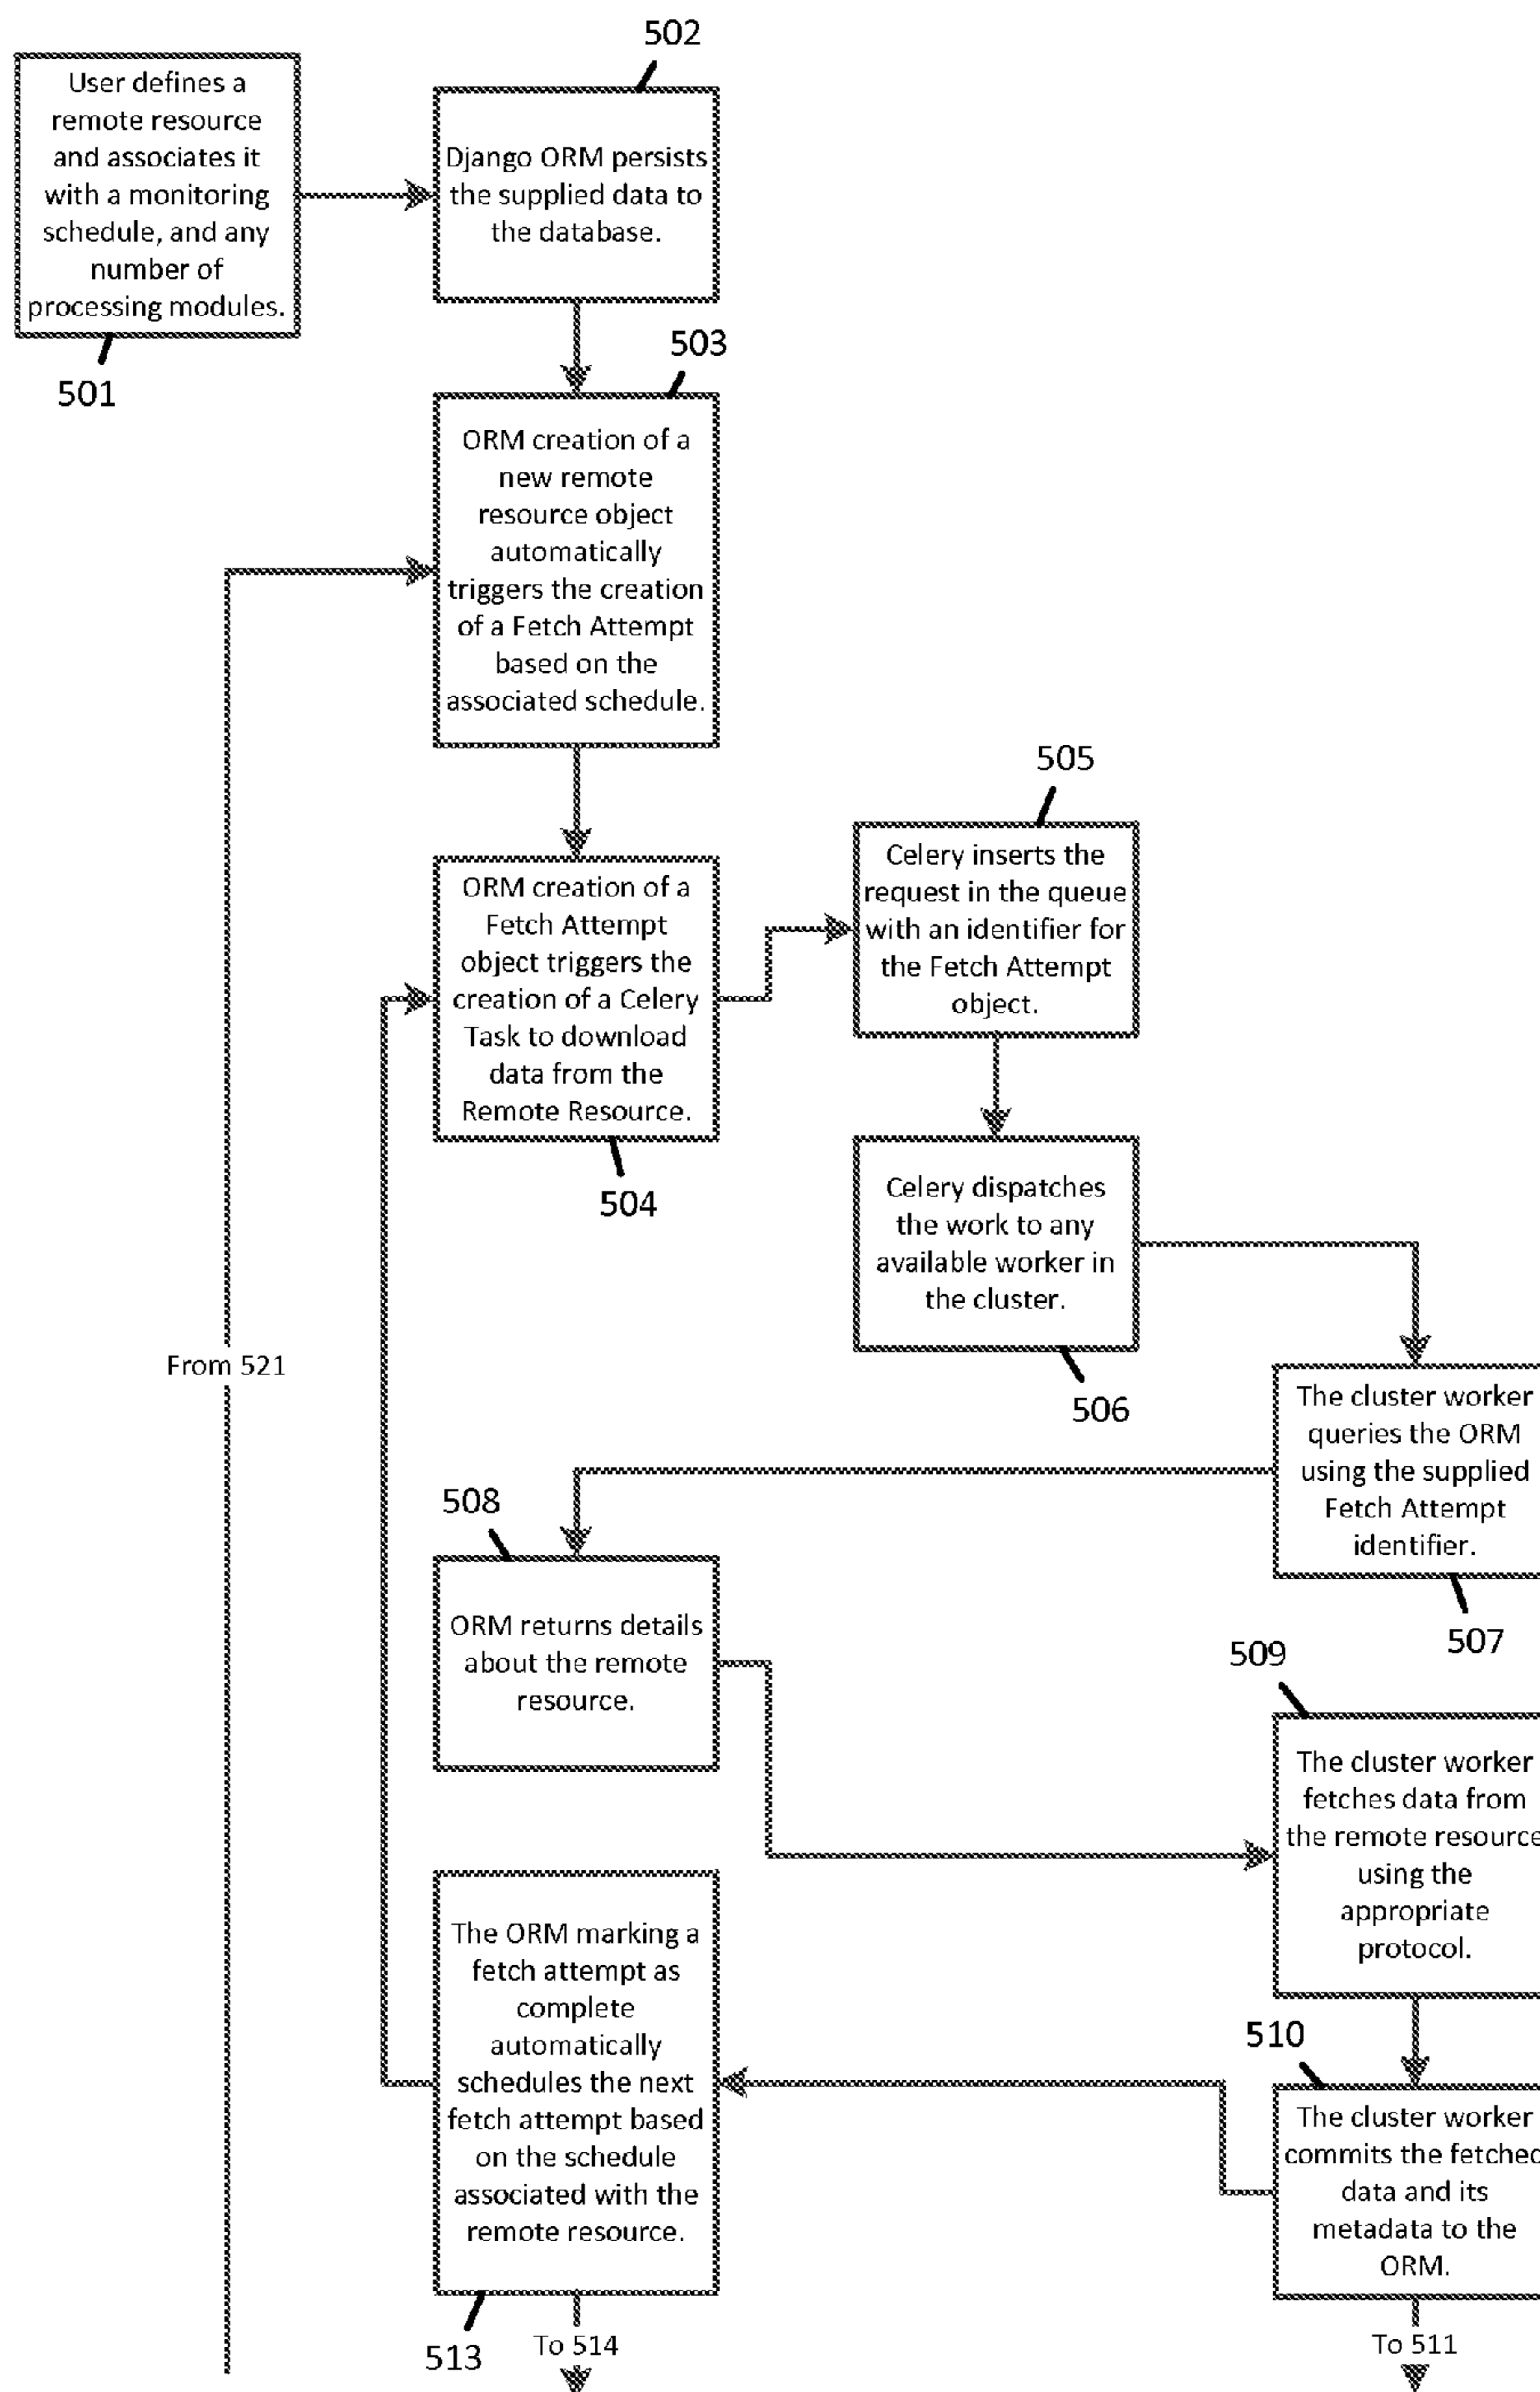 502
User defines a
remote resource
and associates it
with a monitoring
schedule, and any
number of
processing modules.
501
Django ORM persists
the supplied data to
the database.
503
ORM creation of a
new remote
resource object
automatically
triggers the creation
of a Fetch Attempt
based on the
associated schedule.
505
ORM creation of a
Fetch Attempt
object triggers the
creation of a Celery
Task to download
data from the
Remote Resource.
504
Celery inserts the
request in the queue
with an identifier for
the Fetch Attempt
object.
Celery dispatches
the work to any
available worker in
the cluster.
506
From 521
The cluster worker
queries the ORM
using the supplied
Fetch Attempt
identifier.
507
508
ORM returns details
about the remote
resource.
509
The cluster worker
fetches data from
the remote resource
using the
appropriate
protocol.
The ORM marking a
fetch attempt as
complete
automatically
schedules the next
fetch attempt based
on the schedule
associated with the
remote resource.
513
To 514
510
The cluster worker
commits the fetched
data and its
metadata to the
ORM.
To 511